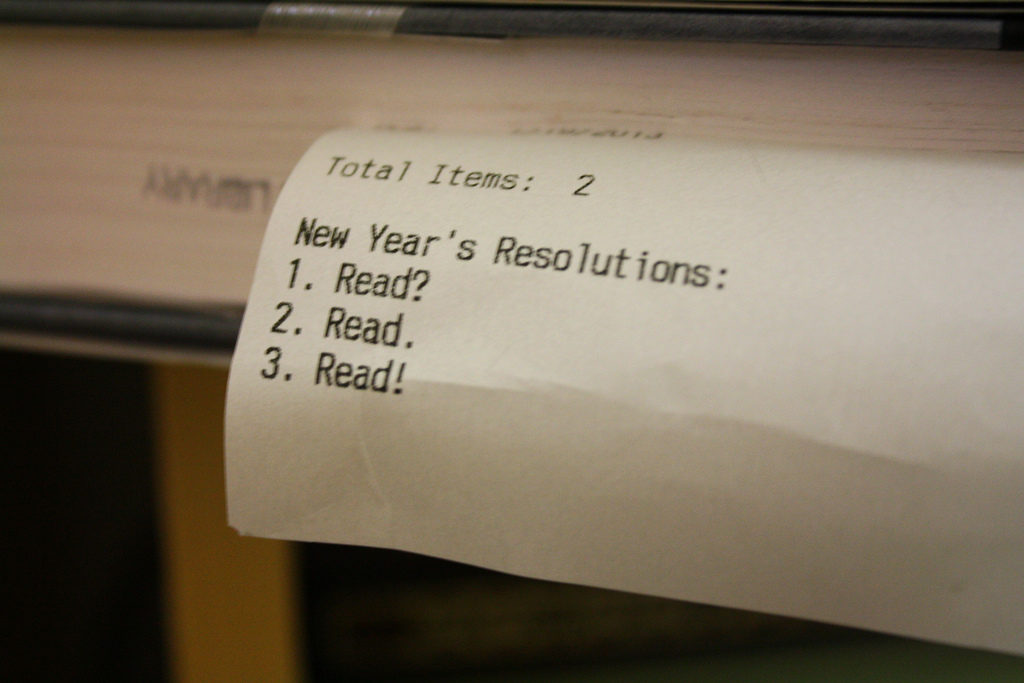 Total Items: 2
New Year's Resolutions:
1. Read?
2. Read.
3. Read!